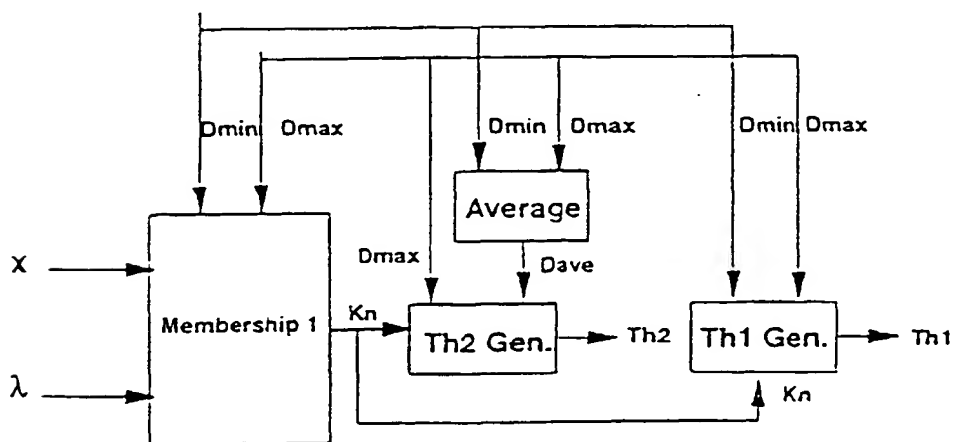 Dmin Dmax Dmin Dmax Dmin Dmax
Average
X
Dmax Dave
Membership 1 Kn Th2 Gen. Th2 Th1 Gen. Th1
λ Kn